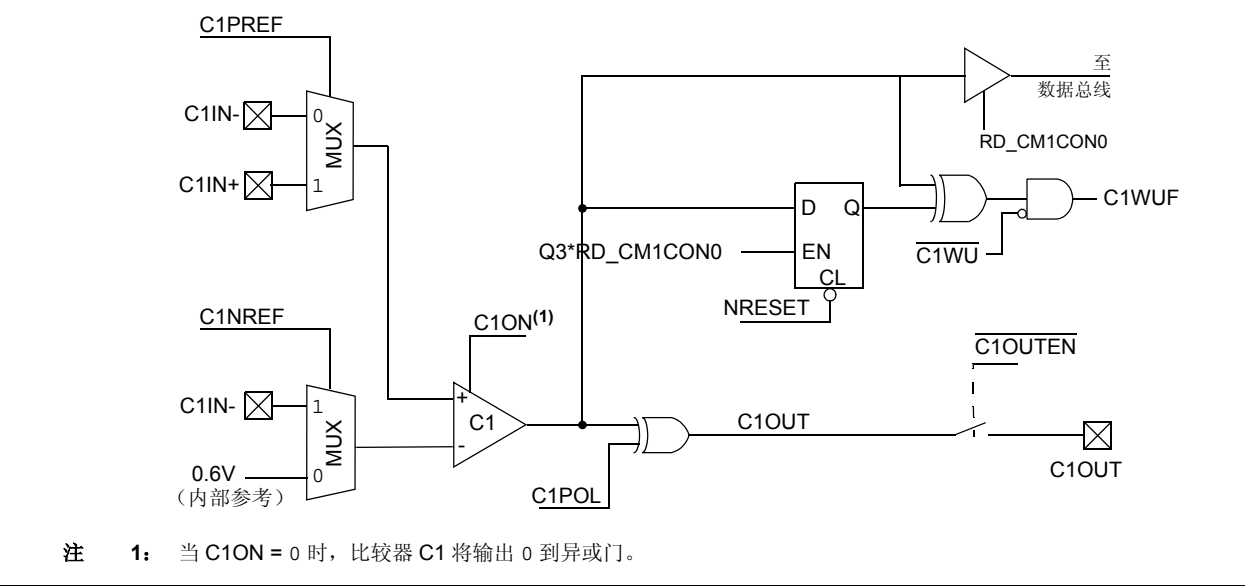 C1PREF
C1IN-
0
MUX
C1IN+
1
至
数据总线
RD_CM1CON0
D Q
Q3*RD_CM1CON0
EN
CL
NRESET
C1WU
C1WUF
C1NREF
C1ON(1)
C1OUTEN
C1IN-
1
MUX
0.6V
0
(内部参考)
+
C1
-
C1OUT
C1POL
C1OUT
注 1: 当 C1ON = 0 时，比较器 C1 将输出 0 到异或门。